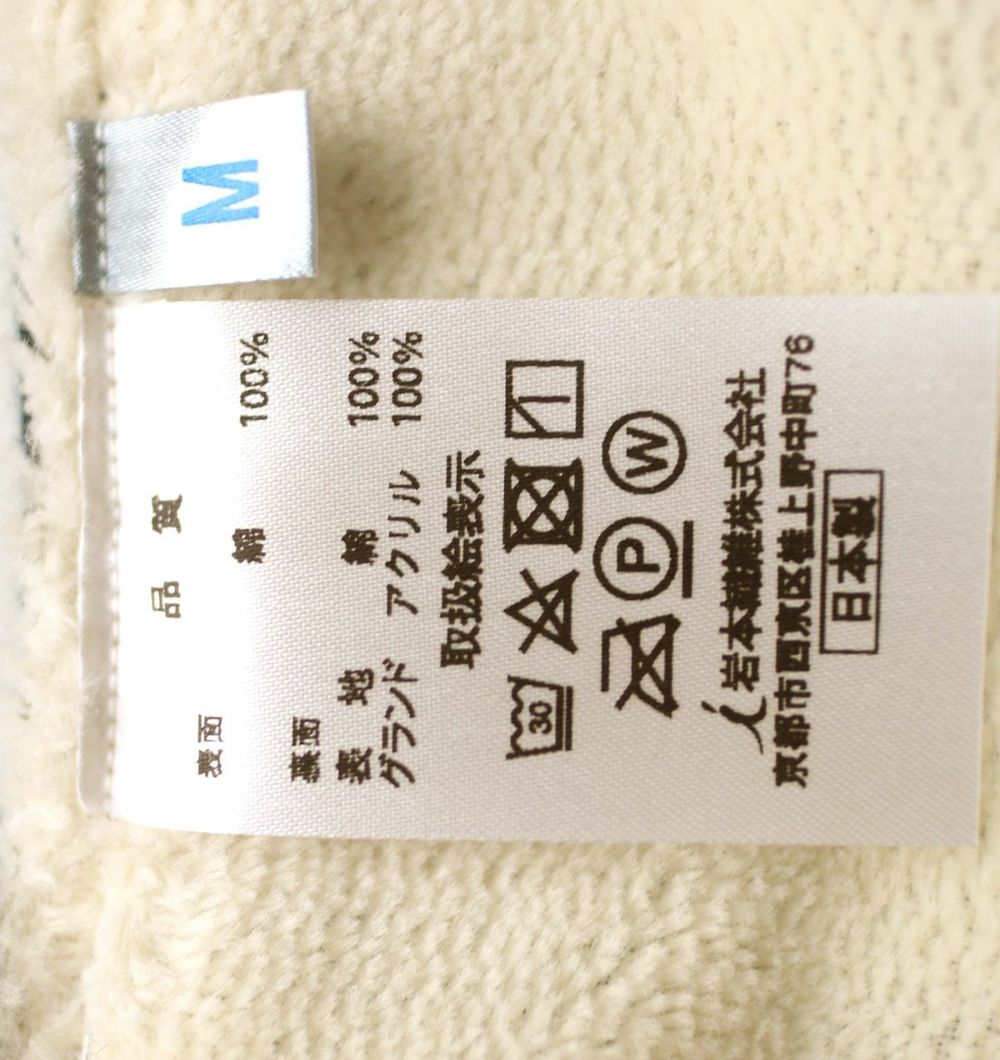 M
品質
表面
綿 100%
裏面
表地 綿 100%
グランド アクリル 100%
取扱絵表示
30
P W
岩本繊維株式会社
京都市西京区桂上野中町76
日本製